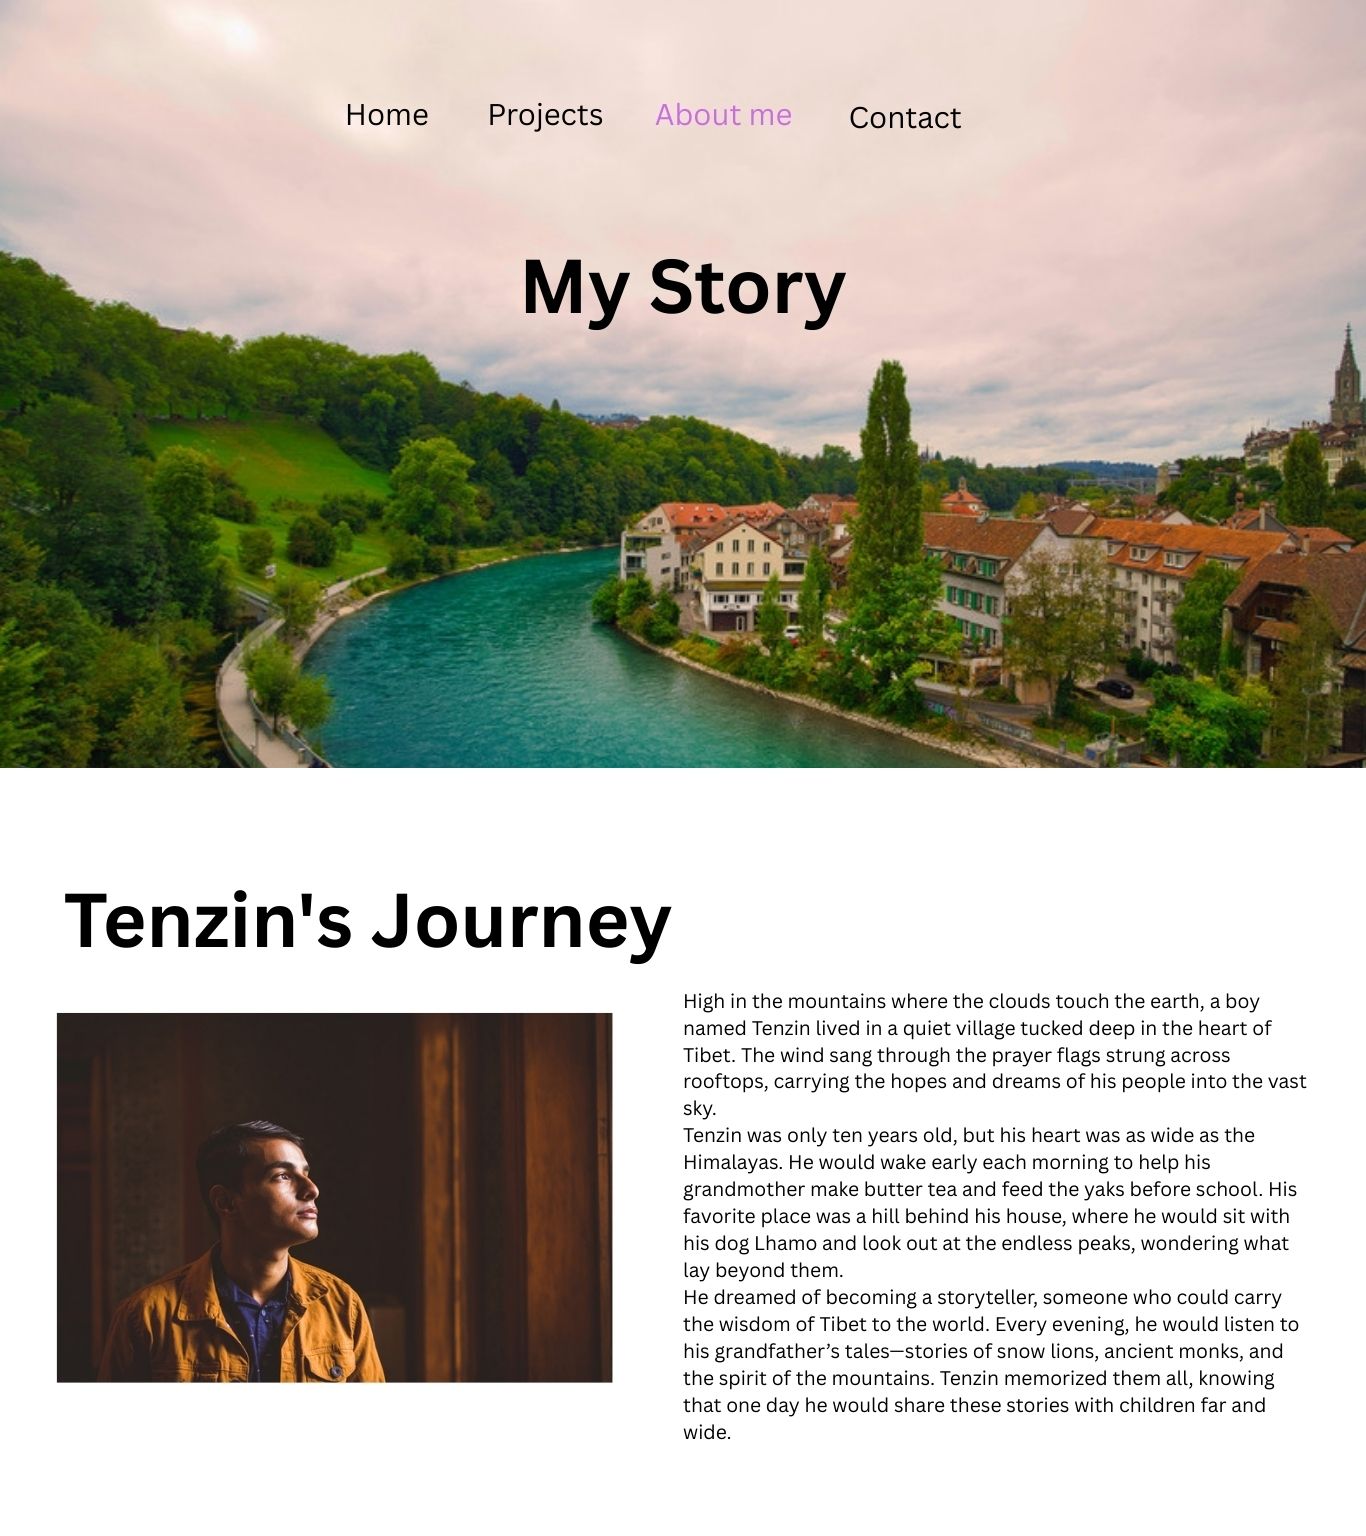 Home Projects About me Contact
My Story
Tenzin's Journey
High in the mountains where the clouds touch the earth, a boy
named Tenzin lived in a quiet village tucked deep in the heart of
Tibet. The wind sang through the prayer flags strung across
rooftops, carrying the hopes and dreams of his people into the vast
sky.
Tenzin was only ten years old, but his heart was as wide as the
Himalayas. He would wake early each morning to help his
grandmother make butter tea and feed the yaks before school. His
favorite place was a hill behind his house, where he would sit with
his dog Lhamo and look out at the endless peaks, wondering what
lay beyond them.
He dreamed of becoming a storyteller, someone who could carry
the wisdom of Tibet to the world. Every evening, he would listen to
his grandfather’s tales—stories of snow lions, ancient monks, and
the spirit of the mountains. Tenzin memorized them all, knowing
that one day he would share these stories with children far and
wide.